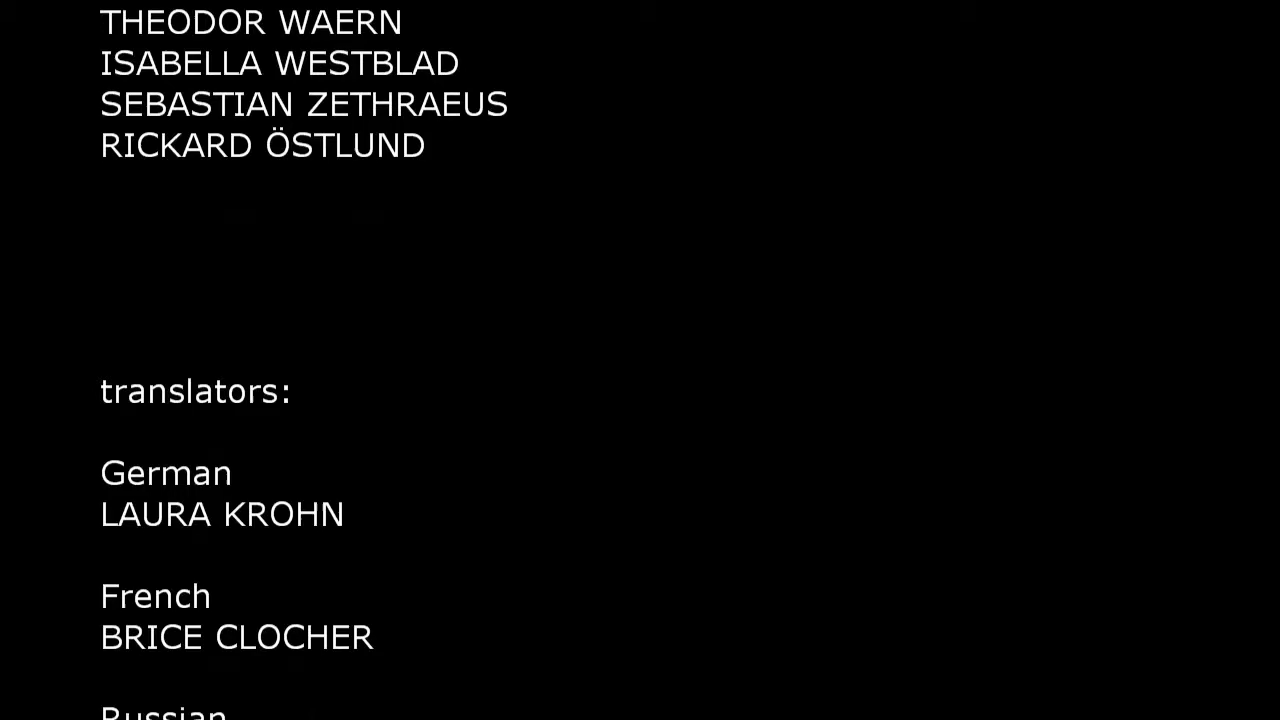 THEODOR WAERN
ISABELLA WESTBLAD
SEBASTIAN ZETHRAEUS
RICKARD ÖSTLUND
translators:
German
LAURA KROHN
French
BRICE CLOCHER
Russian